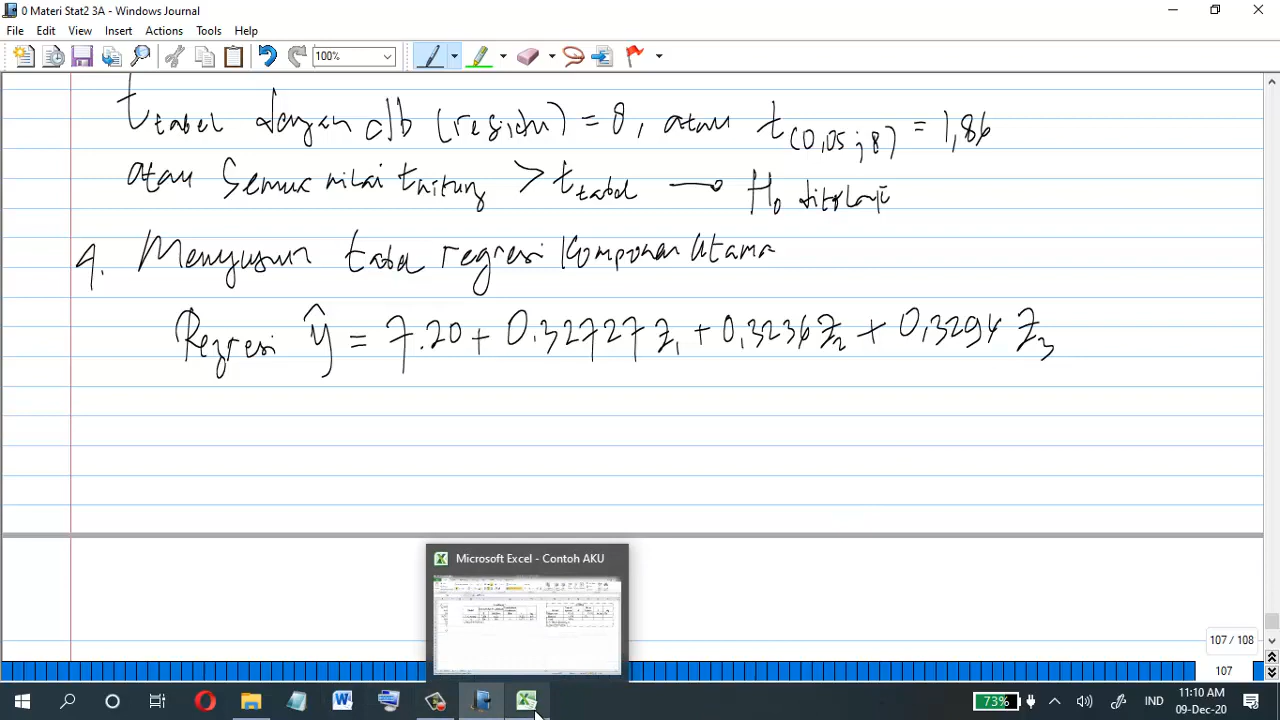 0 Materi Stat2 3A - Windows Journal
File Edit View Insert Actions Tools Help
100%
t tabel dengan db (residu) = 8, atau t(0,05;8) = 1,86
atau Semua nilai thitung > t tabel → H0 ditolak
4. Menyusun tabel regresi Komponen Utama
Regresi ŷ = 7.20 + 0.32727 Z1 + 0,3236 Z2 + 0,3294 Z3
Microsoft Excel - Contoh AKU
107 / 108
107
73%
IND
11:10 AM
09-Dec-20